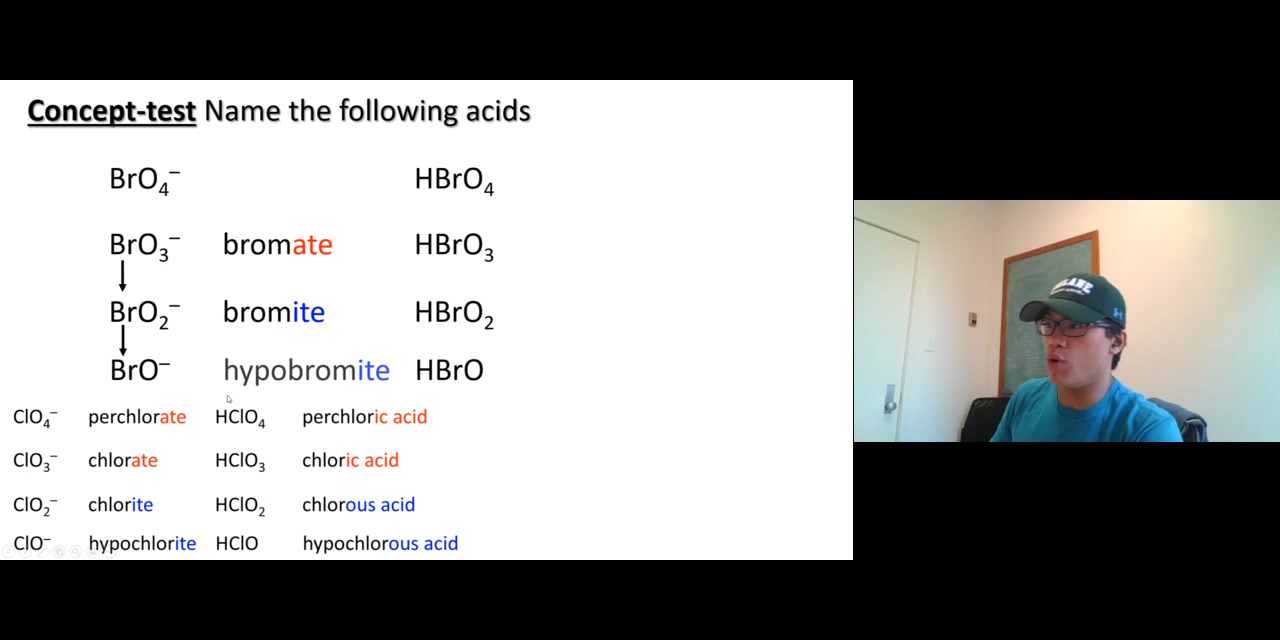 Concept-test Name the following acids
BrO₄⁻ HBrO₄
BrO₃⁻ bromate HBrO₃
BrO₂⁻ bromite HBrO₂
BrO⁻ hypobromite HBrO
ClO₄⁻ perchlorate HClO₄ perchloric acid
ClO₃⁻ chlorate HClO₃ chloric acid
ClO₂⁻ chlorite HClO₂ chlorous acid
ClO⁻ hypochlorite HClO hypochlorous acid